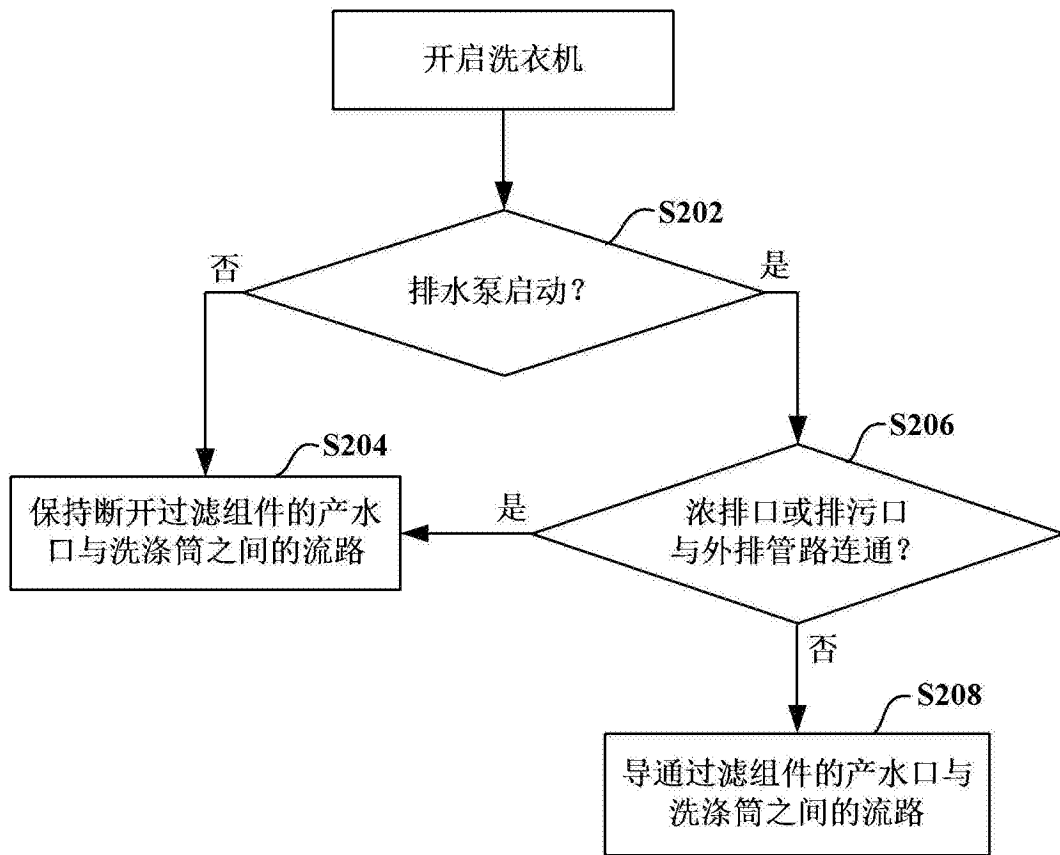 开启洗衣机
S202
否
排水泵启动？
是
S204
S206
保持断开过滤组件的产水
口与洗涤筒之间的流路
是
浓排口或排污口
与外排管路连通？
否
S208
导通过滤组件的产水口与
洗涤筒之间的流路